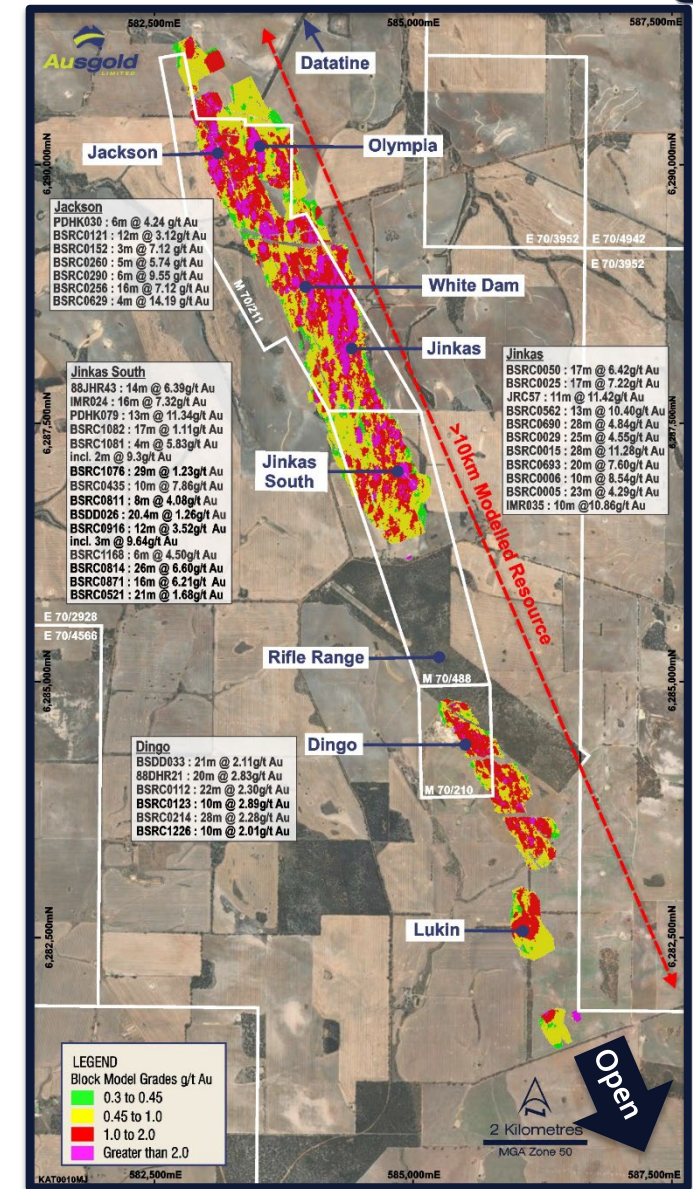 582,500mE
585,000mE
587,500mE
Ausgold
LIMITED
Datatine
Jackson
Olympla
6,290,000mN
6,290,000mN
Jackson
PDHK030 : 6m @ 4.24 g/t Au
BSRC0121 : 12m @ 3.12g/t Au
BSRC0152 : 3m @ 7.12 g/t Au
BSRC0260 : 5m @ 5.74 g/t Au
BSRC0290 : 6m @ 9.55 g/t Au
BSRC0256 : 16m @ 7.12 g/t Au
BSRC0629 : 4m @ 14.19 g/t Au
E 70/3952
E 70/4942
E 70/3952
M 70/211
White Dam
Jinkas
Jinkas South
88JHR43 : 14m @ 6.39g/t Au
IMR024 : 16m @ 7.32g/t Au
PDHK079 : 13m @ 11.34g/t Au
BSRC1082 : 17m @ 1.11g/t Au
BSRC1081 : 4m @ 5.83g/t Au
incl. 2m @ 9.3g/t Au
BSRC1076 : 29m @ 1.23g/t Au
BSRC0435 : 10m @ 7.86g/t Au
BSRC0811 : 8m @ 4.08g/t Au
BSDD026 : 20.4m @ 1.26g/t Au
BSRC0916 : 12m @ 3.52g/t Au
incl. 3m @ 9.64g/t Au
BSRC1168 : 6m @ 4.50g/t Au
BSRC0814 : 26m @ 6.60g/t Au
BSRC0871 : 16m @ 6.21g/t Au
BSRC0521 : 21m @ 1.68g/t Au
Jinkas
BSRC0050 : 17m @ 6.42g/t Au
BSRC0025 : 17m @ 7.22g/t Au
JRC57 : 11m @ 11.42g/t Au
BSRC0562 : 13m @ 10.40g/t Au
BSRC0690 : 28m @ 4.84g/t Au
BSRC0029 : 25m @ 4.55g/t Au
BSRC0015 : 28m @ 11.28g/t Au
BSRC0693 : 20m @ 7.60g/t Au
BSRC0006 : 10m @ 8.54g/t Au
BSRC0005 : 23m @ 4.29g/t Au
IMR035 : 10m @10.86g/t Au
6,287,500mN
6,287,500mN
Jinkas
South
>10km Modelled Resource
E 70/2928
E 70/4566
Rifle Range
M 70/488
6,285,000mN
6,285,000mN
Dingo
Dingo
BSDD033 : 21m @ 2.11g/t Au
88DHR21 : 20m @ 2.83g/t Au
BSRC0112 : 22m @ 2.30g/t Au
BSRC0123 : 10m @ 2.89g/t Au
BSRC0214 : 28m @ 2.28g/t Au
BSRC1226 : 10m @ 2.01g/t Au
M 70/210
Lukin
6,282,500mN
6,282,500mN
LEGEND
Block Model Grades g/t Au
0.3 to 0.45
0.45 to 1.0
1.0 to 2.0
Greater than 2.0
Open
2 Kilometres
MGA Zone 50
KAT0010MJ
582,500mE
585,000mE
587,500mE